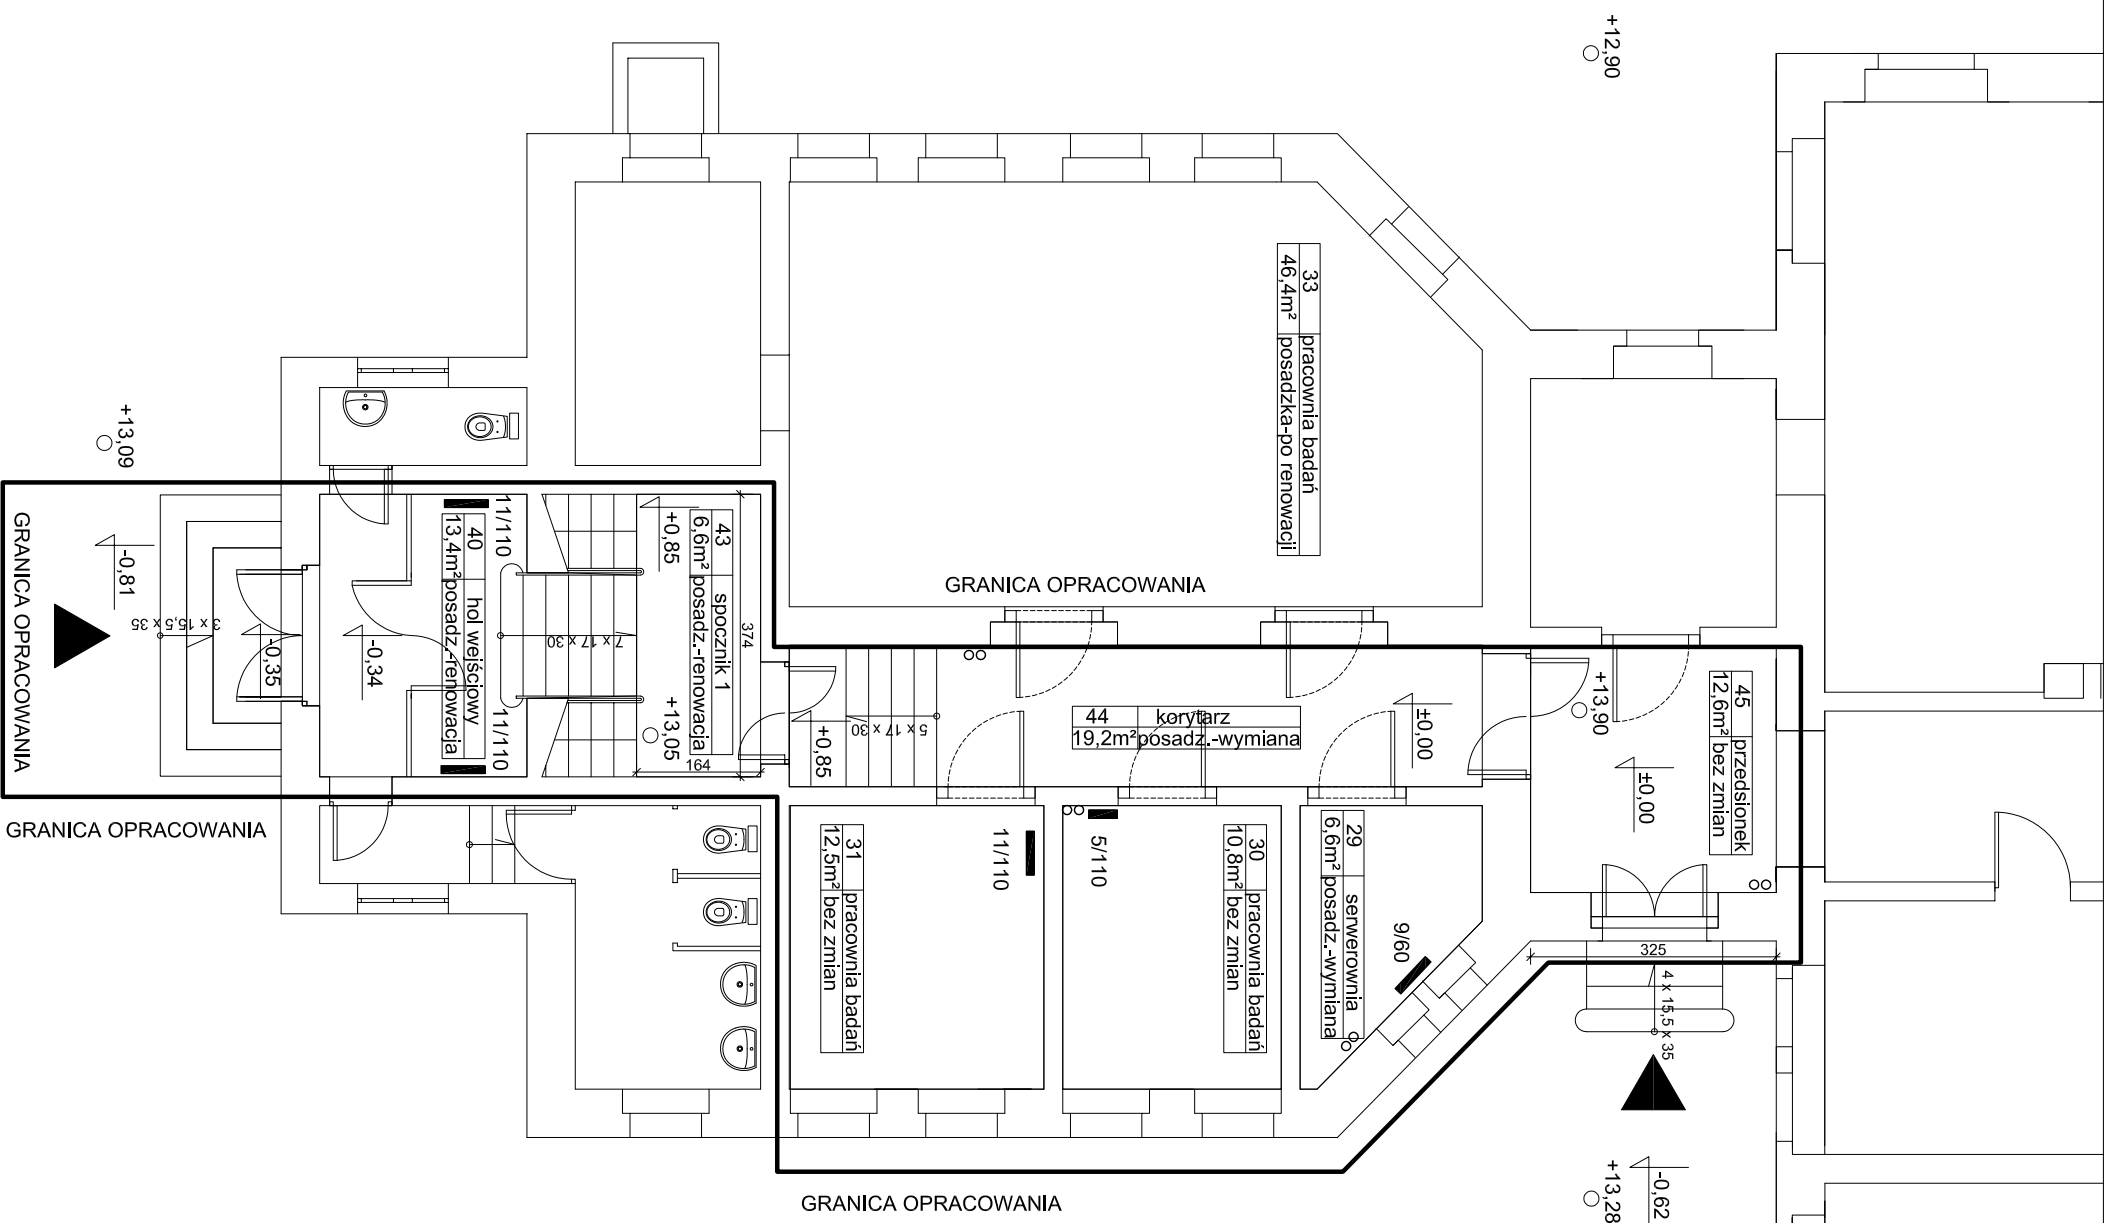 +12,90
33
pracownia badań
46,4m²
posadzka-po renowacji
+13,09
GRANICA OPRACOWANIA
-0,81
3 x 15,5 x 35
-0,35
-0,34
11/110
40
hol wejściowy
13,4m²
posadz.-renowacja
11/110
7 x 17 x 30
+0,85
43
spocznik 1
6,6m²
posadz.-renowacja
374
+13,05
164
GRANICA OPRACOWANIA
+0,85
5 x 17 x 30
44
korytarz
19,2m²
posadz.-wymiana
±0,00
+13,90
45
przedsionek
12,6m²
bez zmian
±0,00
GRANICA OPRACOWANIA
31
pracownia badań
12,5m²
bez zmian
11/110
5/110
30
pracownia badań
10,8m²
bez zmian
29
serwerownia
6,6m²
posadz.-wymiana
9/60
325
4 x 15,5 x 35
-0,62
+13,28
GRANICA OPRACOWANIA